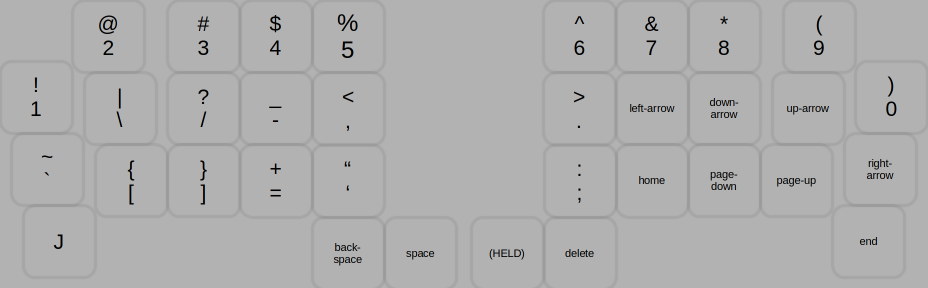 @ # $ % ^ & * (
2 3 4 5 6 7 8 9
! | ? _ < > left-arrow down-arrow up-arrow )
1 \ / - , . 0
~ { } + “ : home page-down page-up right-arrow
` [ ] = ‘ ;
J back-space space (HELD) delete end